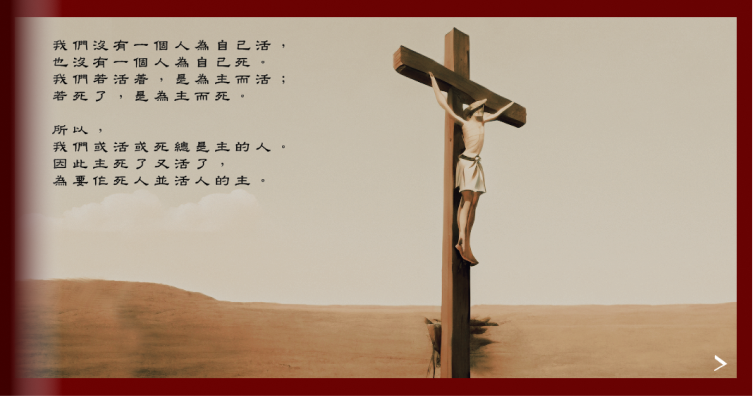 我們沒有一個人為自己活，
也沒有一個人為自己死。
我們若活着，是為主而活；
若死了，是為主而死。
所以，
我們或活或死總是主的人。
因此主死了又活了，
為要作死人並活人的主。